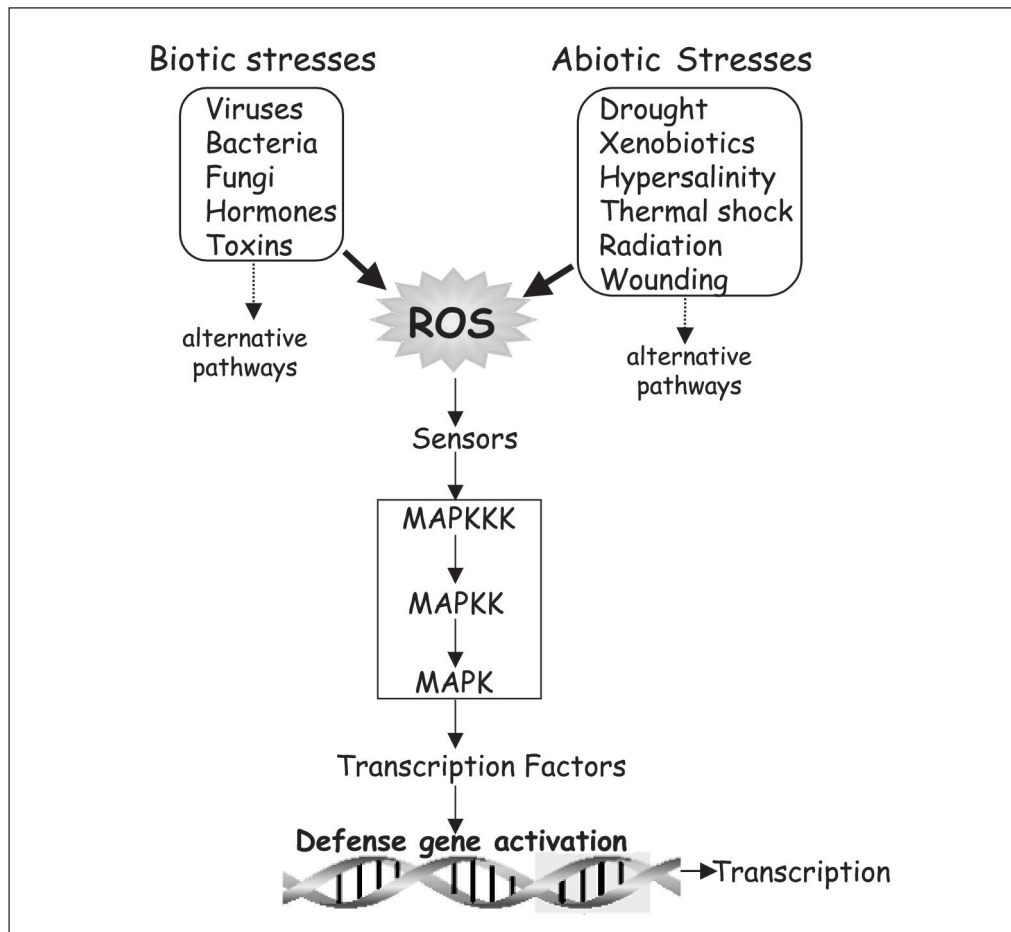 Biotic stresses
Viruses
Bacteria
Fungi
Hormones
Toxins
alternative
pathways
Abiotic Stresses
Drought
Xenobiotics
Hypersalinity
Thermal shock
Radiation
Wounding
alternative
pathways
ROS
Sensors
MAPKKK
MAPKK
MAPK
Transcription Factors
Defense gene activation
Transcription